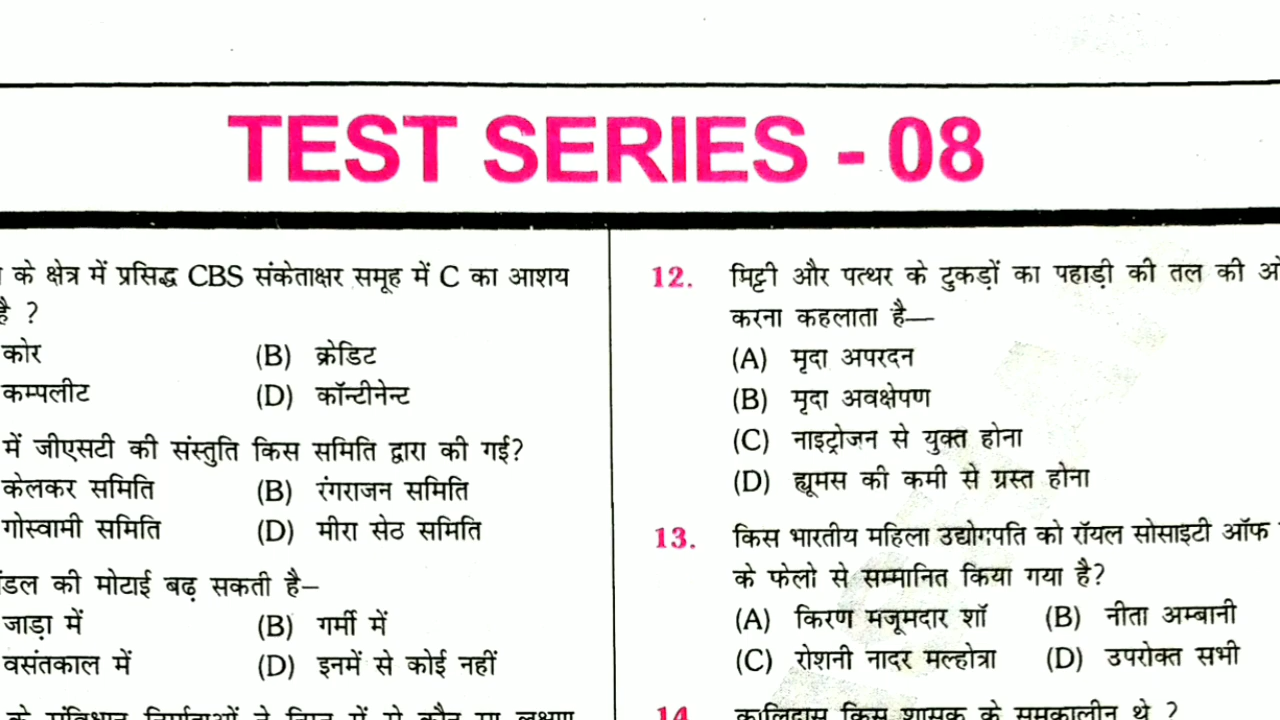 TEST SERIES - 08
के क्षेत्र में प्रसिद्ध CBS संकेताक्षर समूह में C का आशय
है ?
कोर (B) क्रेडिट
कम्पलीट (D) कॉन्टीनेन्ट
में जीएसटी की संस्तुति किस समिति द्वारा की गई?
केलकर समिति (B) रंगराजन समिति
गोस्वामी समिति (D) मीरा सेठ समिति
की मोटाई बढ़ सकती है–
जाड़ा में (B) गर्मी में
वसंतकाल में (D) इनमें से कोई नहीं
12. मिट्टी और पत्थर के टुकड़ों का पहाड़ी की तल की
करना कहलाता है—
(A) मृदा अपरदन
(B) मृदा अवक्षेपण
(C) नाइट्रोजन से युक्त होना
(D) ह्यूमस की कमी से ग्रस्त होना
13. किस भारतीय महिला उद्योगपति को रॉयल सोसाइटी ऑफ
के फेलो से सम्मानित किया गया है?
(A) किरण मजूमदार शॉ (B) नीता अम्बानी
(C) रोशनी नादर मल्होत्रा (D) उपरोक्त सभी
14. कालिदास किस शासक के समकालीन थे ?